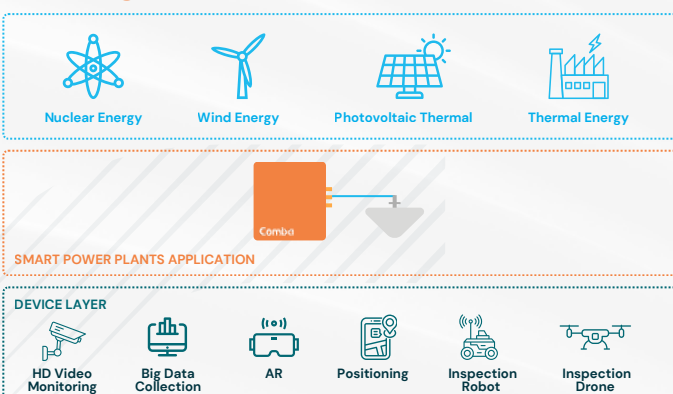 Nuclear Energy
Wind Energy
Photovoltaic Thermal
Thermal Energy
Comba
SMART POWER PLANTS APPLICATION
DEVICE LAYER
HD Video
Monitoring
Big Data
Collection
AR
Positioning
Inspection
Robot
Inspection
Drone